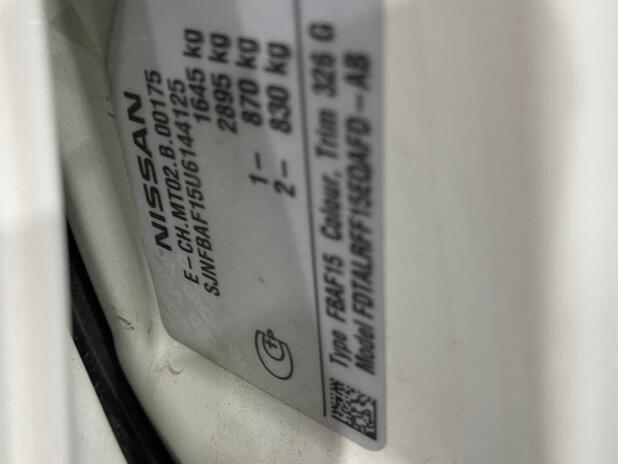 NISSAN
E-CH.MT02.B.00175
SJNFBAF15U6144125
1645 kg
2895 kg
1- 870 kg
2- 830 kg
Type FBAF15 Colour, Trim 326 G
Model FDTALRFF15EQAFD-AB